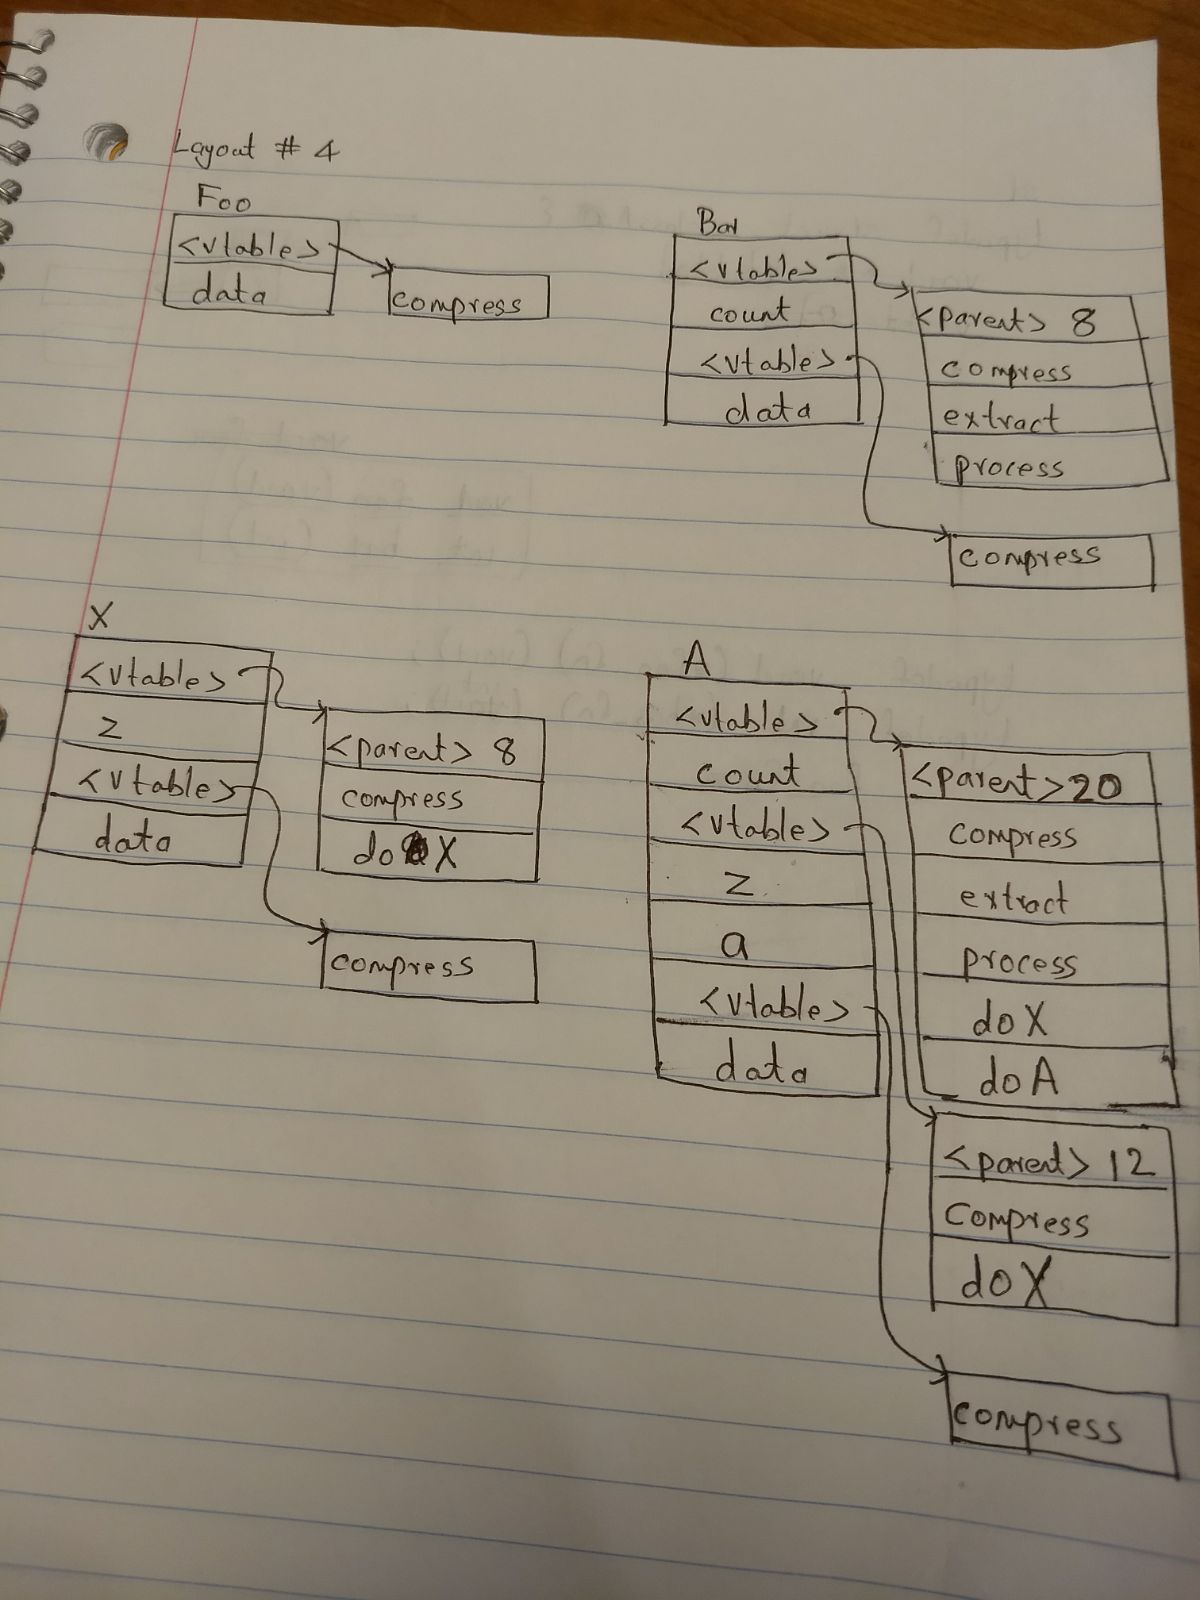 Layout # 4
Foo
<vtable>
data
compress
Bar
<vtable>
count
<vtable>
data
<parent> 8
compress
extract
process
compress
X
<vtable>
z
<vtable>
data
<parent> 8
compress
do X
compress
A
<vtable>
count
<vtable>
z
a
<vtable>
data
<parent> 20
compress
extract
process
doX
doA
<parent> 12
compress
doX
compress